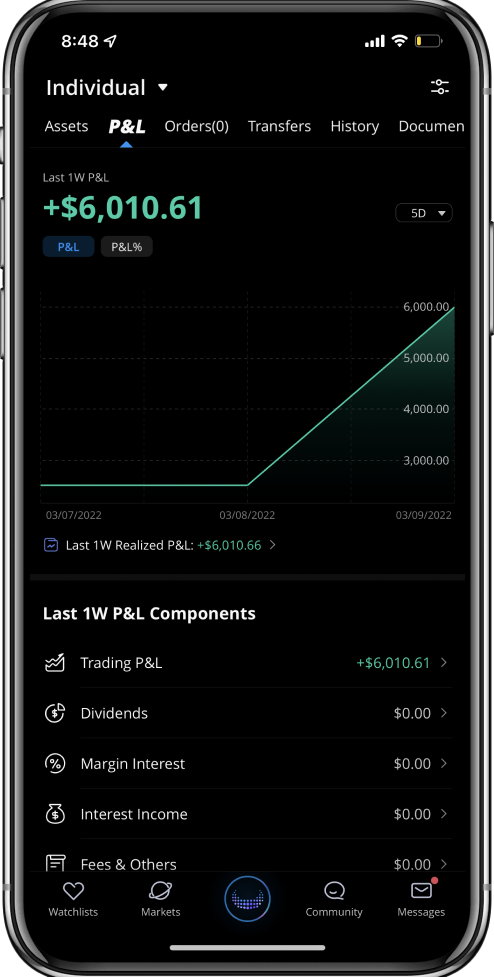 8:48
Individual
Assets P&L Orders(0) Transfers History Documen
Last 1W P&L
+$6,010.61
5D
P&L P&L%
6,000.00
5,000.00
4,000.00
3,000.00
03/07/2022 03/08/2022 03/09/2022
Last 1W Realized P&L: +$6,010.66
Last 1W P&L Components
Trading P&L +$6,010.61
Dividends $0.00
Margin Interest $0.00
Interest Income $0.00
Fees & Others $0.00
Watchlists Markets Community Messages